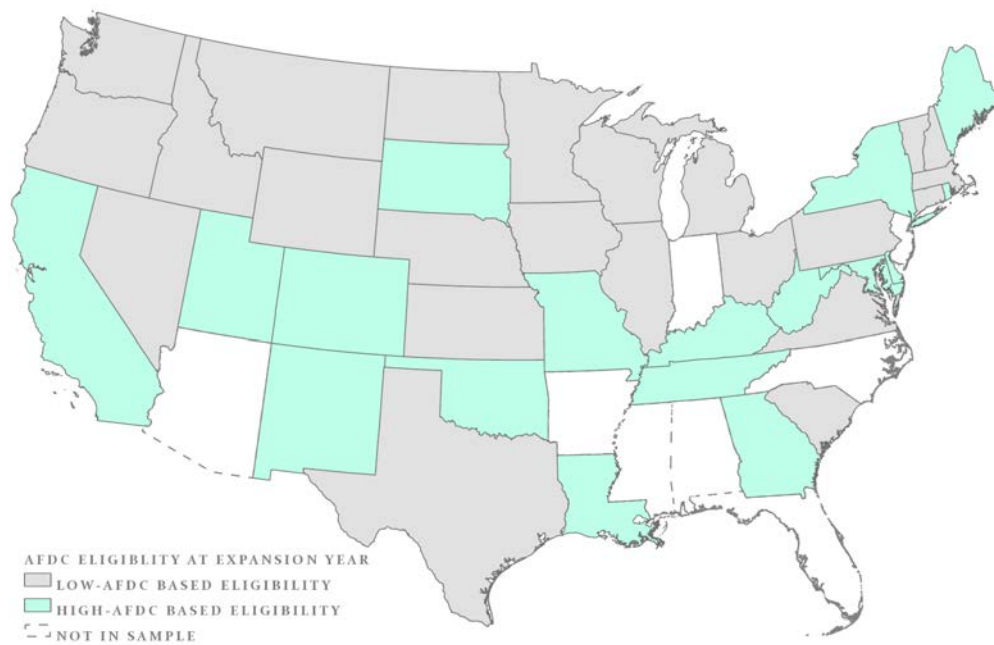 AFDC ELIGIBLITY AT EXPANSION YEAR
LOW-AFDC BASED ELIGIBILITY
HIGH-AFDC BASED ELIGIBILITY
NOT IN SAMPLE